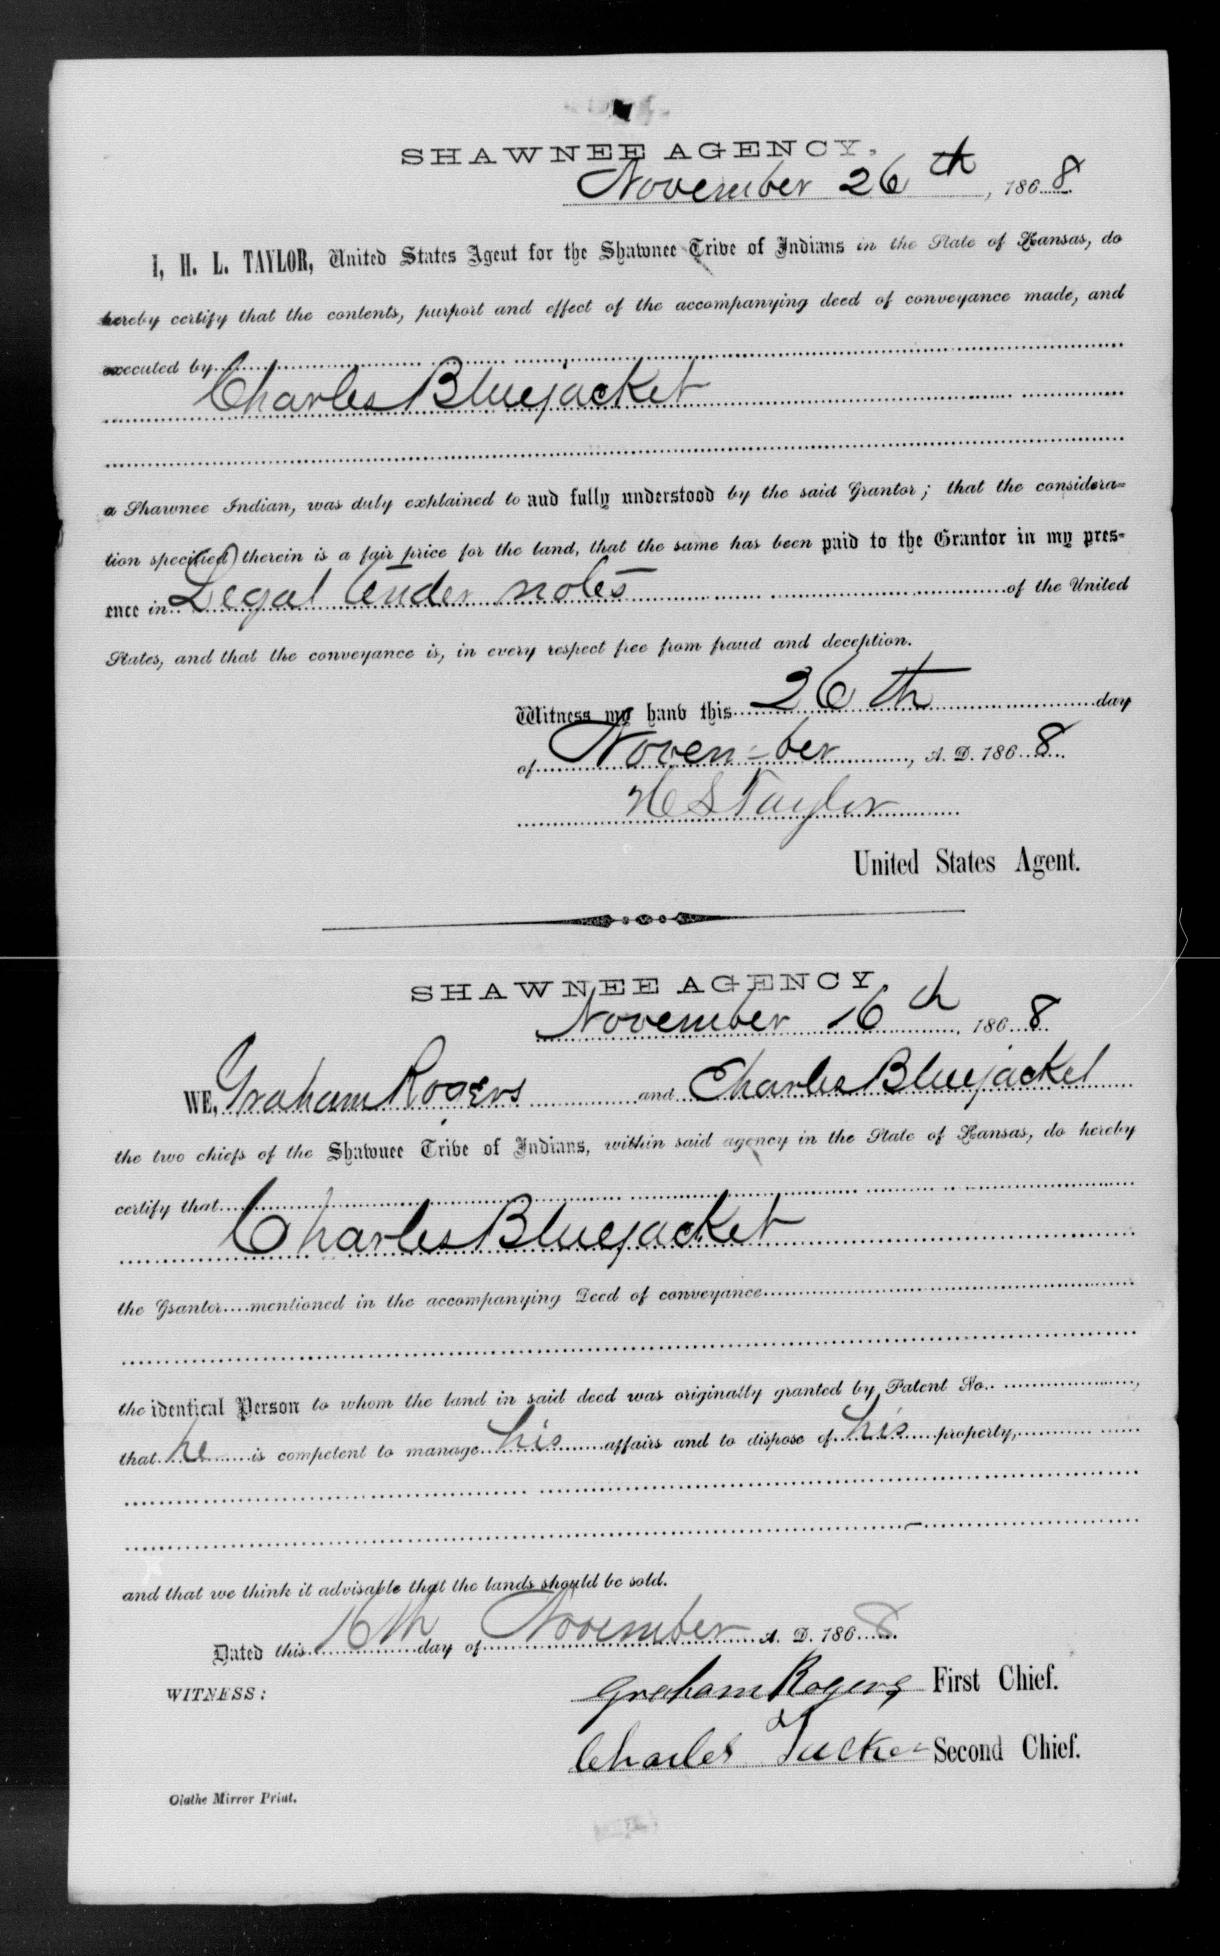 SHAWNEE AGENCY,
November 26th, 1868
I, H. L. TAYLOR, United States Agent for the Shawnee Tribe of Indians in the State of Kansas, do
hereby certify that the contents, purport and effect of the accompanying deed of conveyance made, and
executed by
Charles Bluejacket
a Shawnee Indian, was duly explained to and fully understood by the said Grantor; that the considera=
tion specified therein is a fair price for the land, that the same has been paid to the Grantor in my pres=
ence in Legal tender notes of the United
States, and that the conveyance is, in every respect free from fraud and deception.
Witness my hand this 26th day
of November, A. D. 1868
H L Taylor
United States Agent.
SHAWNEE AGENCY
November 16th, 1868
WE, Graham Rogers and Charles Bluejacket
the two chiefs of the Shawnee Tribe of Indians, within said agency in the State of Kansas, do hereby
certify that
Charles Bluejacket
the Grantor mentioned in the accompanying Deed of conveyance
the identical Person to whom the land in said deed was originally granted by Patent No.
that he is competent to manage his affairs and to dispose of his property,
and that we think it advisable that the lands should be sold.
Dated this 16th day of November A. D. 1868
WITNESS:
Graham Rogers First Chief.
Charles Tucker Second Chief.
Olathe Mirror Print.